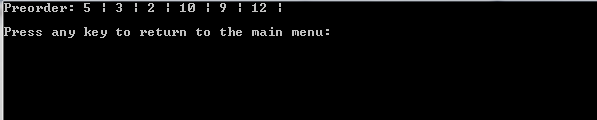 Preorder: 5 ¦ 3 ¦ 2 ¦ 10 ¦ 9 ¦ 12 ¦
Press any key to return to the main menu: